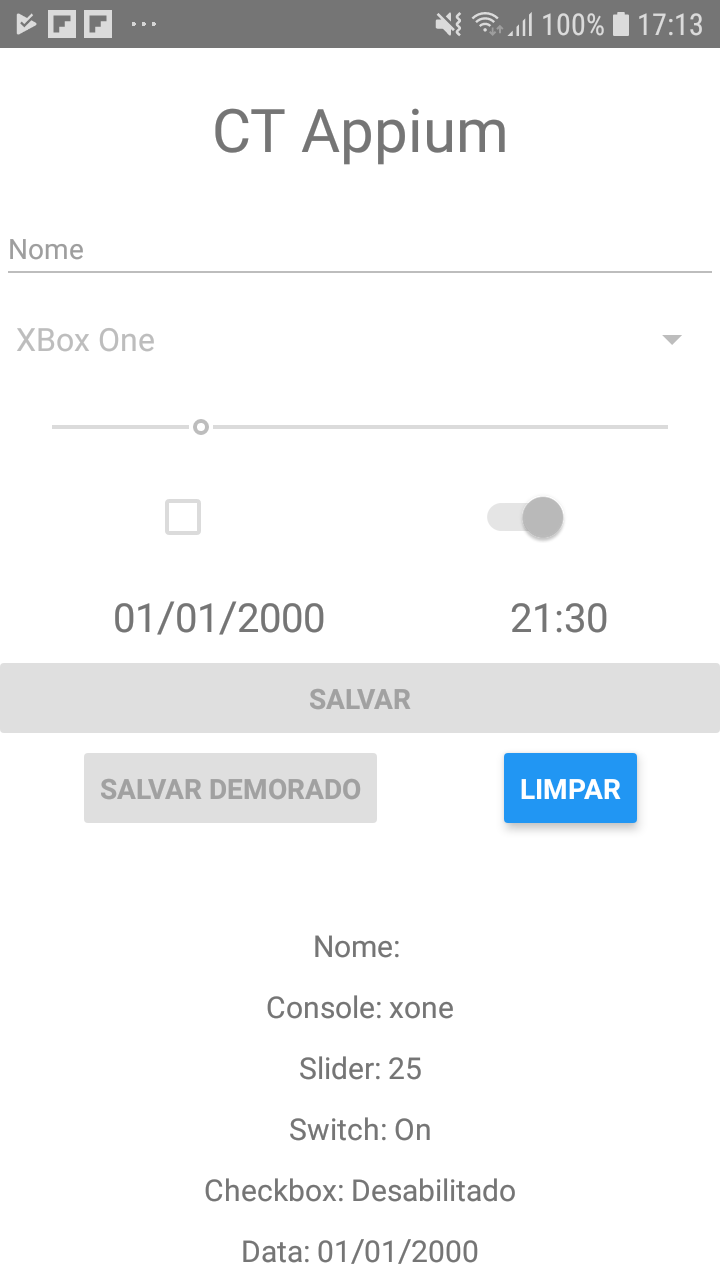 100% 17:13
CT Appium
Nome
XBox One
01/01/2000 21:30
SALVAR
SALVAR DEMORADO LIMPAR
Nome:
Console: xone
Slider: 25
Switch: On
Checkbox: Desabilitado
Data: 01/01/2000